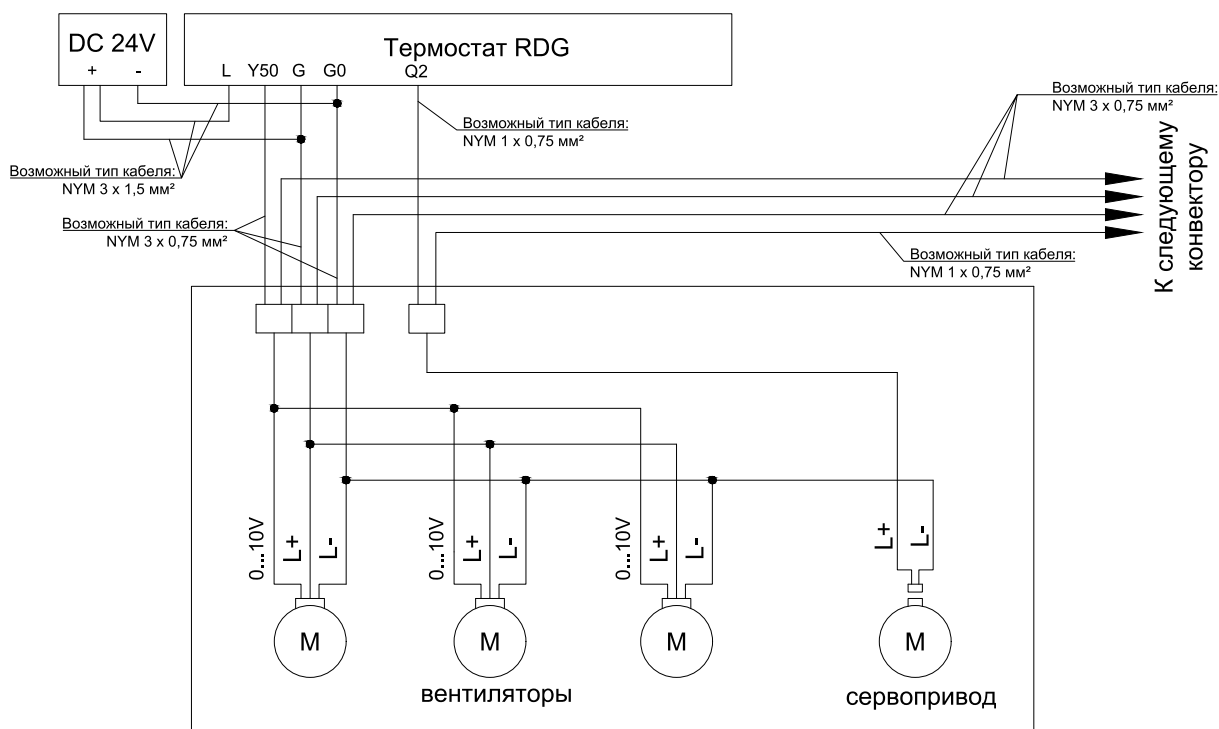 DC 24V
+ -
Термостат RDG
L Y50 G G0 Q2
Возможный тип кабеля:
NYM 3 x 0,75 мм²
Возможный тип кабеля:
NYM 1 x 0,75 мм²
Возможный тип кабеля:
NYM 3 x 1,5 мм²
Возможный тип кабеля:
NYM 3 x 0,75 мм²
Возможный тип кабеля:
NYM 1 x 0,75 мм²
К следующему
конвектору
0...10V L+ L-
0...10V L+ L-
0...10V L+ L-
L+ L-
M M M M
вентиляторы
сервопривод